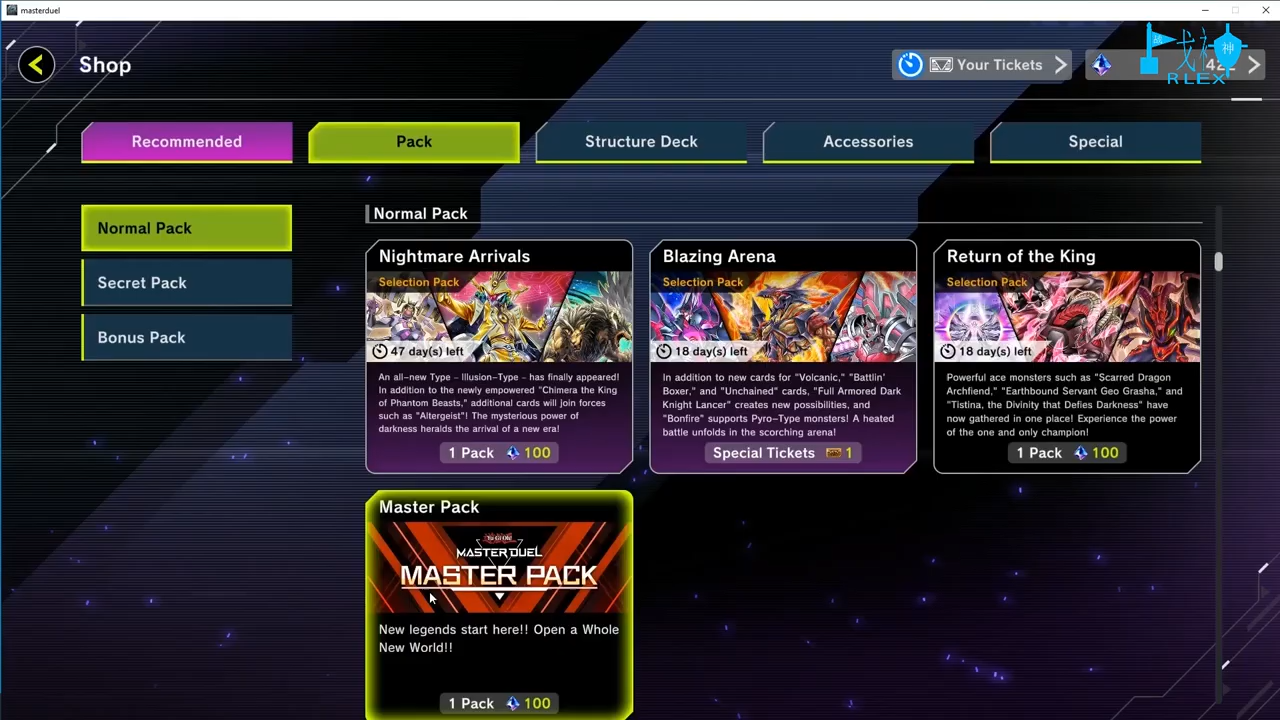 masterduel
Shop
Your Tickets
RLEX
Recommended
Pack
Structure Deck
Accessories
Special
Normal Pack
Secret Pack
Bonus Pack
Normal Pack
Nightmare Arrivals
Selection Pack
47 day(s) left
An all-new Type – Illusion-Type – has finally appeared!
In addition to the newly empowered "Chimera the King
of Phantom Beasts," additional cards will join forces
such as "Altergeist"! The mysterious power of
darkness heralds the arrival of a new era!
1 Pack 100
Blazing Arena
Selection Pack
18 day(s) left
In addition to new cards for "Volcanic," "Battlin'
Boxer," and "Unchained" cards, "Full Armored Dark
Knight Lancer" creates new possibilities, and
"Bonfire" supports Pyro-Type monsters! A heated
battle unfolds in the scorching arena!
Special Tickets 1
Return of the King
Selection Pack
18 day(s) left
Powerful ace monsters such as "Scarred Dragon
Archfiend," "Earthbound Servant Geo Grasha," and
"Tistina, the Divinity that Defies Darkness" have
now gathered in one place! Experience the power
of the one and only champion!
1 Pack 100
Master Pack
Yu-Gi-Oh!
MASTER DUEL
MASTER PACK
New legends start here!! Open a Whole
New World!!
1 Pack 100